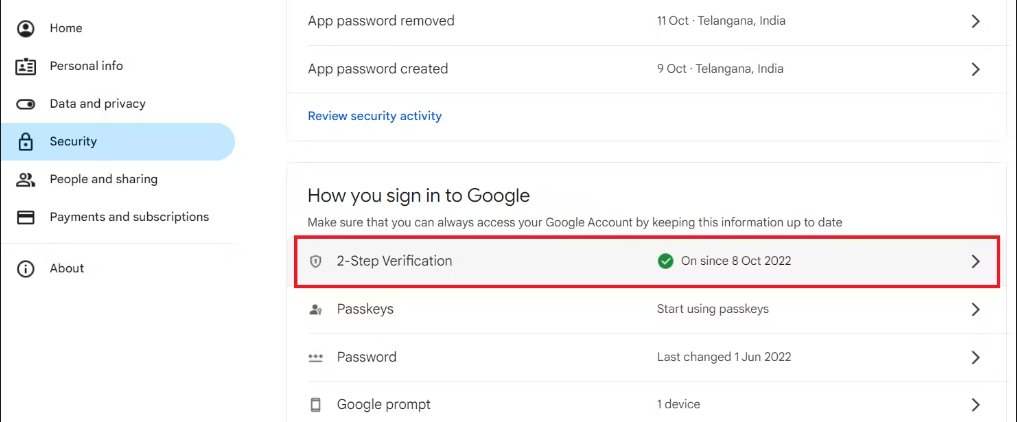 Home
Personal info
Data and privacy
Security
People and sharing
Payments and subscriptions
About
App password removed 11 Oct · Telangana, India
App password created 9 Oct · Telangana, India
Review security activity
How you sign in to Google
Make sure that you can always access your Google Account by keeping this information up to date
2-Step Verification On since 8 Oct 2022
Passkeys Start using passkeys
Password Last changed 1 Jun 2022
Google prompt 1 device